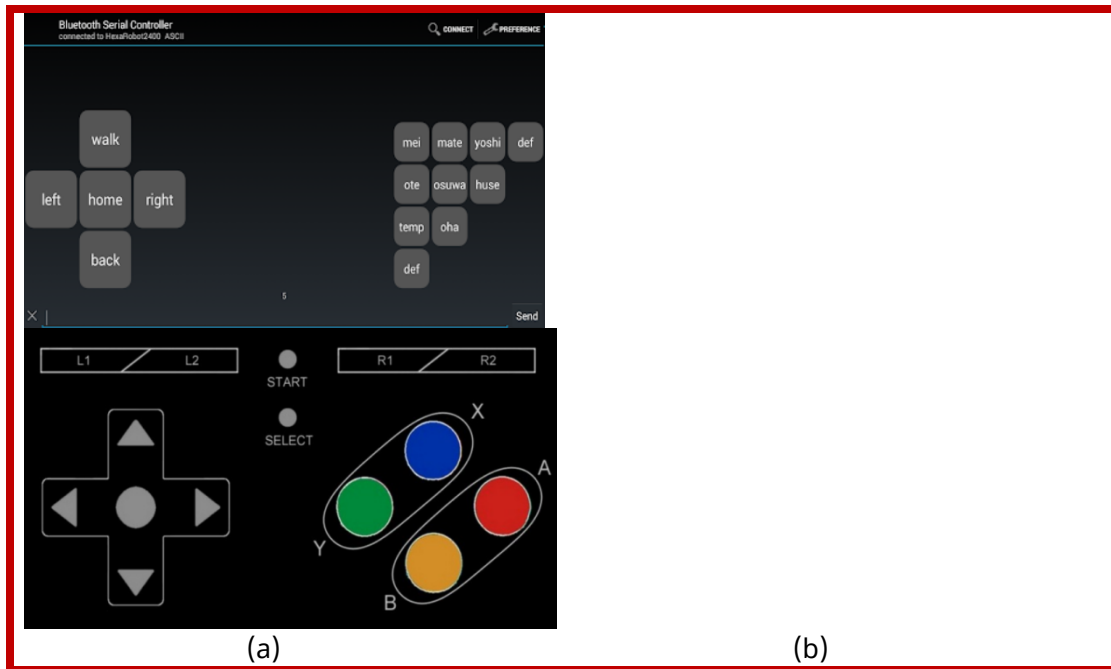 Bluetooth Serial Controller
connected to HexaRobot2400 ASCII
CONNECT PREFERENCE
walk
left home right
back
mei mate yoshi def
ote osuwa huse
temp oha
def
5
Send
L1 L2 START R1 R2
SELECT
X
A
Y
B
(a) (b)